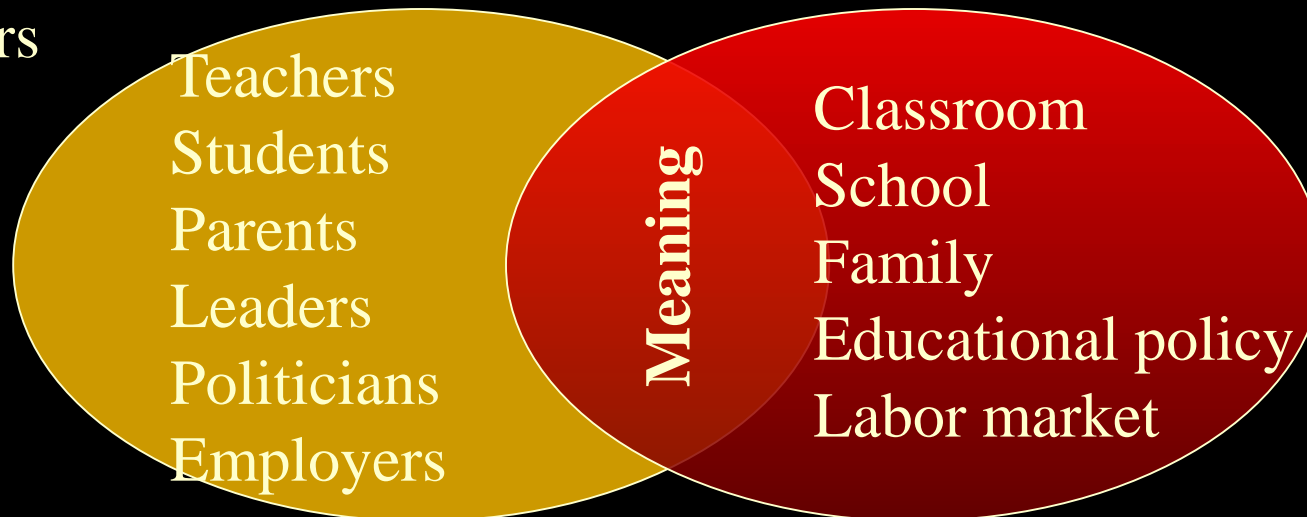 Teachers
Students
Parents
Leaders
Politicians
Employers
Meaning
Classroom
School
Family
Educational policy
Labor market